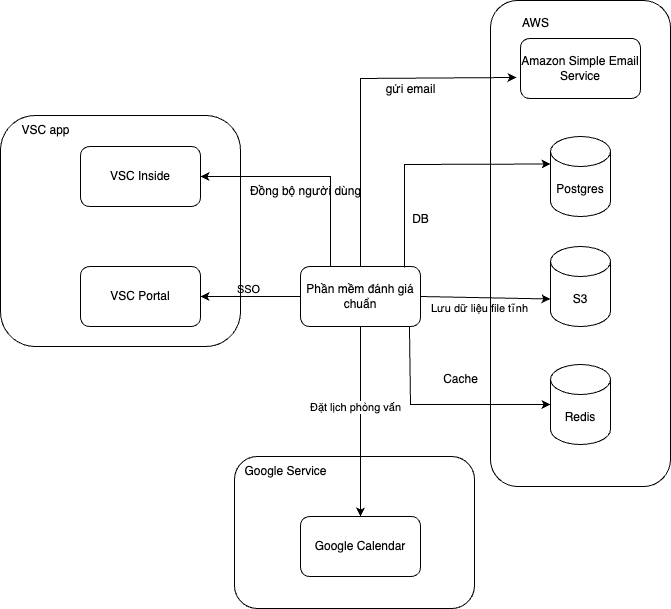 AWS
Amazon Simple Email
Service
gửi email
VSC app
VSC Inside
Đồng bộ người dùng
Postgres
DB
VSC Portal
SSO
Phần mềm đánh giá
chuẩn
Lưu dữ liệu file tĩnh
S3
Cache
Đặt lịch phỏng vấn
Redis
Google Service
Google Calendar